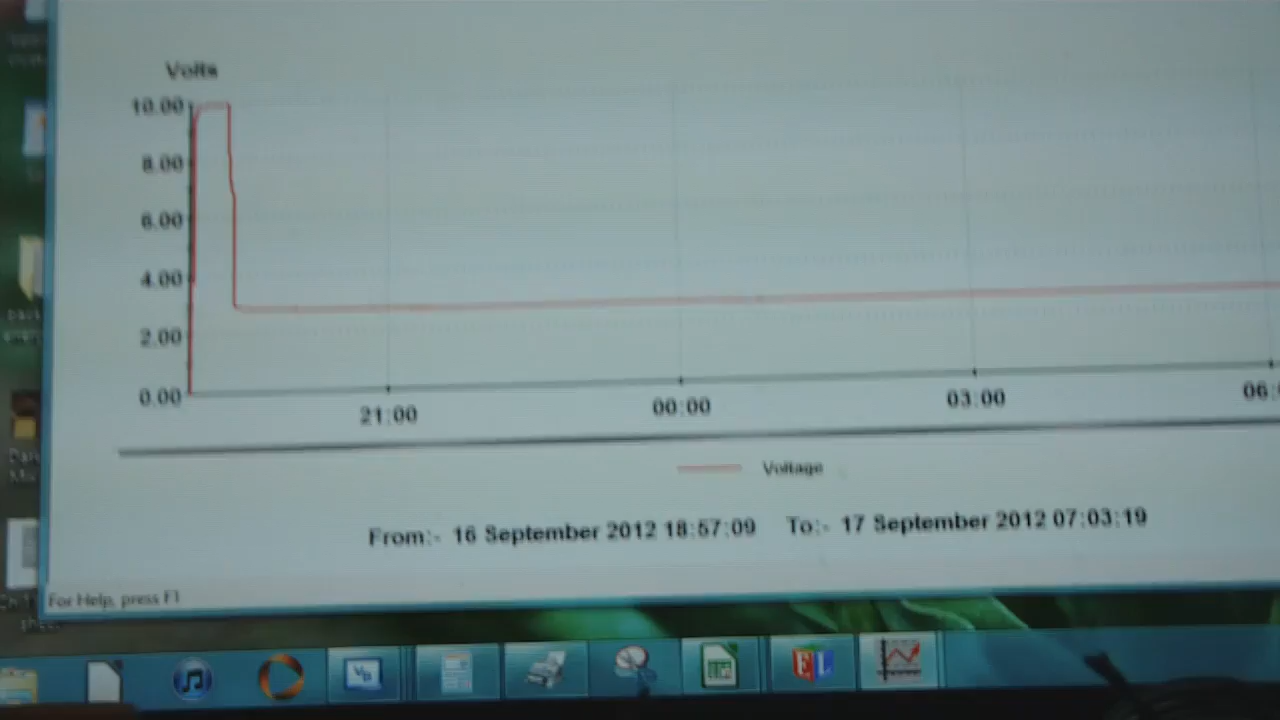 Volts
10.00
8.00
6.00
4.00
2.00
0.00
21:00 00:00 03:00 06:
Voltage
From:- 16 September 2012 18:57:09 To:- 17 September 2012 07:03:19
For Help, press F1